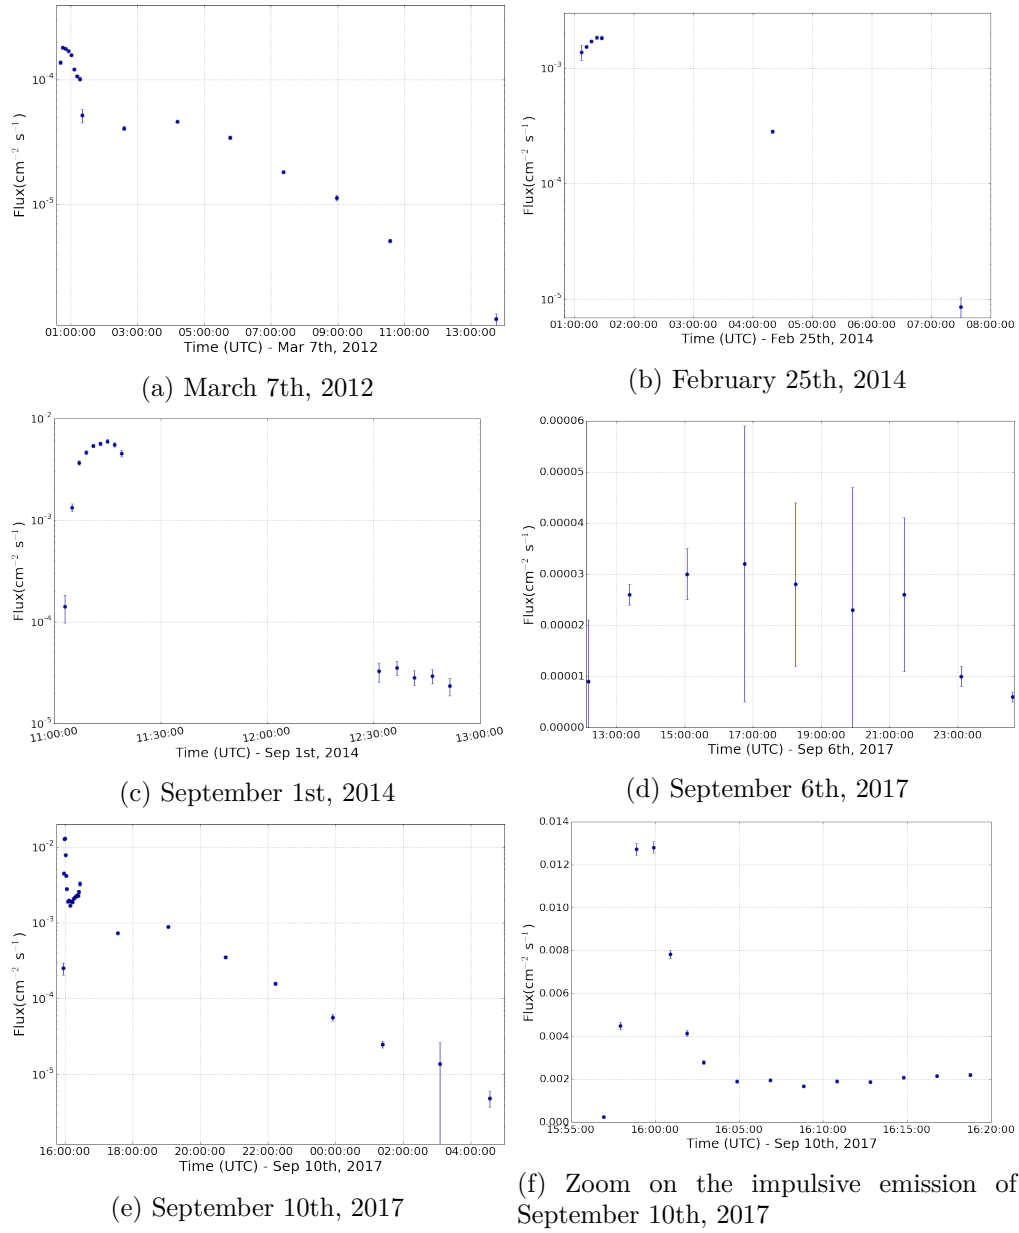 10⁻⁴
10⁻⁵
Flux(cm⁻² s⁻¹)
01:00:00 03:00:00 05:00:00 07:00:00 09:00:00 11:00:00 13:00:00
Time (UTC) - Mar 7th, 2012
(a) March 7th, 2012
10⁻³
10⁻⁴
10⁻⁵
Flux(cm⁻² s⁻¹)
01:00:00 02:00:00 03:00:00 04:00:00 05:00:00 06:00:00 07:00:00 08:00:00
Time (UTC) - Feb 25th, 2014
(b) February 25th, 2014
10⁻²
10⁻³
10⁻⁴
10⁻⁵
Flux(cm⁻² s⁻¹)
11:00:00 11:30:00 12:00:00 12:30:00 13:00:00
Time (UTC) - Sep 1st, 2014
(c) September 1st, 2014
0.00006
0.00005
0.00004
0.00003
0.00002
0.00001
0.00000
Flux(cm⁻² s⁻¹)
13:00:00 15:00:00 17:00:00 19:00:00 21:00:00 23:00:00
Time (UTC) - Sep 6th, 2017
(d) September 6th, 2017
10⁻²
10⁻³
10⁻⁴
10⁻⁵
Flux(cm⁻² s⁻¹)
16:00:00 18:00:00 20:00:00 22:00:00 00:00:00 02:00:00 04:00:00
Time (UTC) - Sep 10th, 2017
(e) September 10th, 2017
0.014
0.012
0.010
0.008
0.006
0.004
0.002
0.000
Flux(cm⁻² s⁻¹)
15:55:00 16:00:00 16:05:00 16:10:00 16:15:00 16:20:00
Time (UTC) - Sep 10th, 2017
(f) Zoom on the impulsive emission of
September 10th, 2017